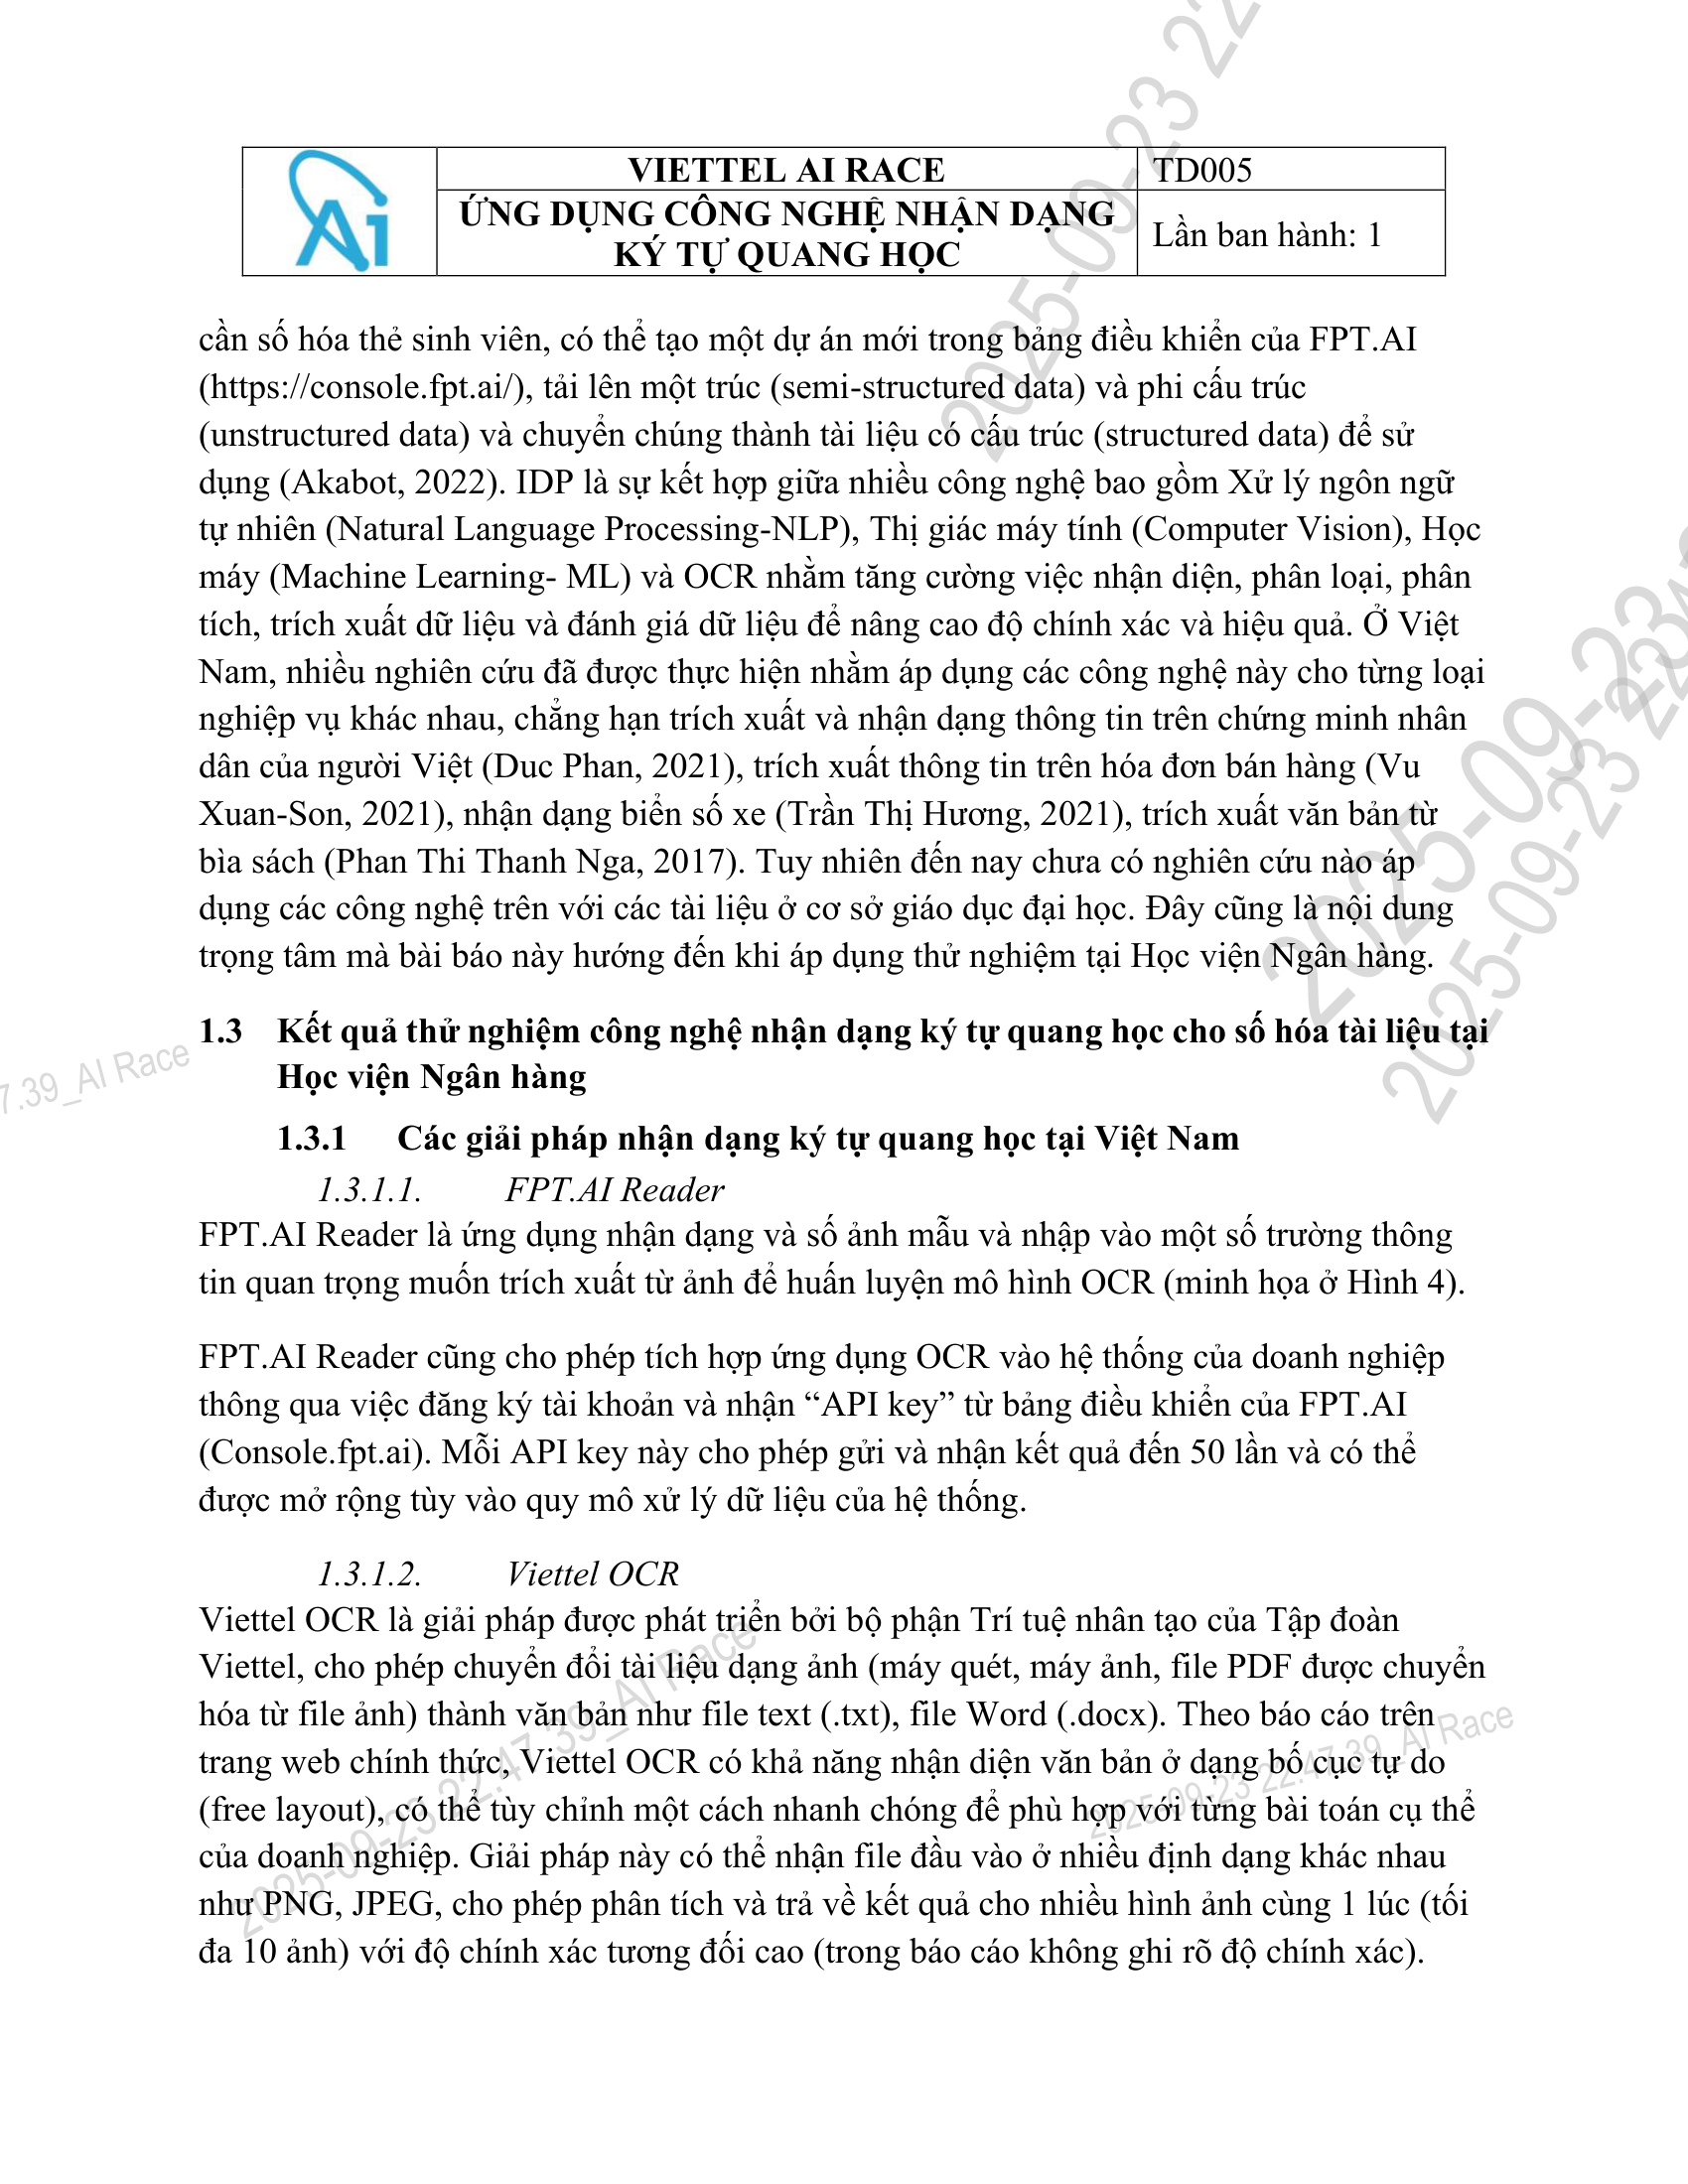 Ai
VIETTEL AI RACE
TD005
ỨNG DỤNG CÔNG NGHỆ NHẬN DẠNG
KÝ TỰ QUANG HỌC
Lần ban hành: 1
cần số hóa thẻ sinh viên, có thể tạo một dự án mới trong bảng điều khiển của FPT.AI
(https://console.fpt.ai/), tải lên một trúc (semi-structured data) và phi cấu trúc
(unstructured data) và chuyển chúng thành tài liệu có cấu trúc (structured data) để sử
dụng (Akabot, 2022). IDP là sự kết hợp giữa nhiều công nghệ bao gồm Xử lý ngôn ngữ
tự nhiên (Natural Language Processing-NLP), Thị giác máy tính (Computer Vision), Học
máy (Machine Learning- ML) và OCR nhằm tăng cường việc nhận diện, phân loại, phân
tích, trích xuất dữ liệu và đánh giá dữ liệu để nâng cao độ chính xác và hiệu quả. Ở Việt
Nam, nhiều nghiên cứu đã được thực hiện nhằm áp dụng các công nghệ này cho từng loại
nghiệp vụ khác nhau, chẳng hạn trích xuất và nhận dạng thông tin trên chứng minh nhân
dân của người Việt (Duc Phan, 2021), trích xuất thông tin trên hóa đơn bán hàng (Vu
Xuan-Son, 2021), nhận dạng biển số xe (Trần Thị Hương, 2021), trích xuất văn bản từ
bìa sách (Phan Thi Thanh Nga, 2017). Tuy nhiên đến nay chưa có nghiên cứu nào áp
dụng các công nghệ trên với các tài liệu ở cơ sở giáo dục đại học. Đây cũng là nội dung
trọng tâm mà bài báo này hướng đến khi áp dụng thử nghiệm tại Học viện Ngân hàng.
1.3 Kết quả thử nghiệm công nghệ nhận dạng ký tự quang học cho số hóa tài liệu tại
Học viện Ngân hàng
1.3.1 Các giải pháp nhận dạng ký tự quang học tại Việt Nam
1.3.1.1. FPT.AI Reader
FPT.AI Reader là ứng dụng nhận dạng và số ảnh mẫu và nhập vào một số trường thông
tin quan trọng muốn trích xuất từ ảnh để huấn luyện mô hình OCR (minh họa ở Hình 4).
FPT.AI Reader cũng cho phép tích hợp ứng dụng OCR vào hệ thống của doanh nghiệp
thông qua việc đăng ký tài khoản và nhận “API key” từ bảng điều khiển của FPT.AI
(Console.fpt.ai). Mỗi API key này cho phép gửi và nhận kết quả đến 50 lần và có thể
được mở rộng tùy vào quy mô xử lý dữ liệu của hệ thống.
1.3.1.2. Viettel OCR
Viettel OCR là giải pháp được phát triển bởi bộ phận Trí tuệ nhân tạo của Tập đoàn
Viettel, cho phép chuyển đổi tài liệu dạng ảnh (máy quét, máy ảnh, file PDF được chuyển
hóa từ file ảnh) thành văn bản như file text (.txt), file Word (.docx). Theo báo cáo trên
trang web chính thức, Viettel OCR có khả năng nhận diện văn bản ở dạng bố cục tự do
(free layout), có thể tùy chỉnh một cách nhanh chóng để phù hợp với từng bài toán cụ thể
của doanh nghiệp. Giải pháp này có thể nhận file đầu vào ở nhiều định dạng khác nhau
như PNG, JPEG, cho phép phân tích và trả về kết quả cho nhiều hình ảnh cùng 1 lúc (tối
đa 10 ảnh) với độ chính xác tương đối cao (trong báo cáo không ghi rõ độ chính xác).
2025-09-23 22
2025-09-23
2025-09-23 22
7.39_AI Race
2025-09-23 22.47.39_AI Race
2025-09-23 22.47.39_AI Race